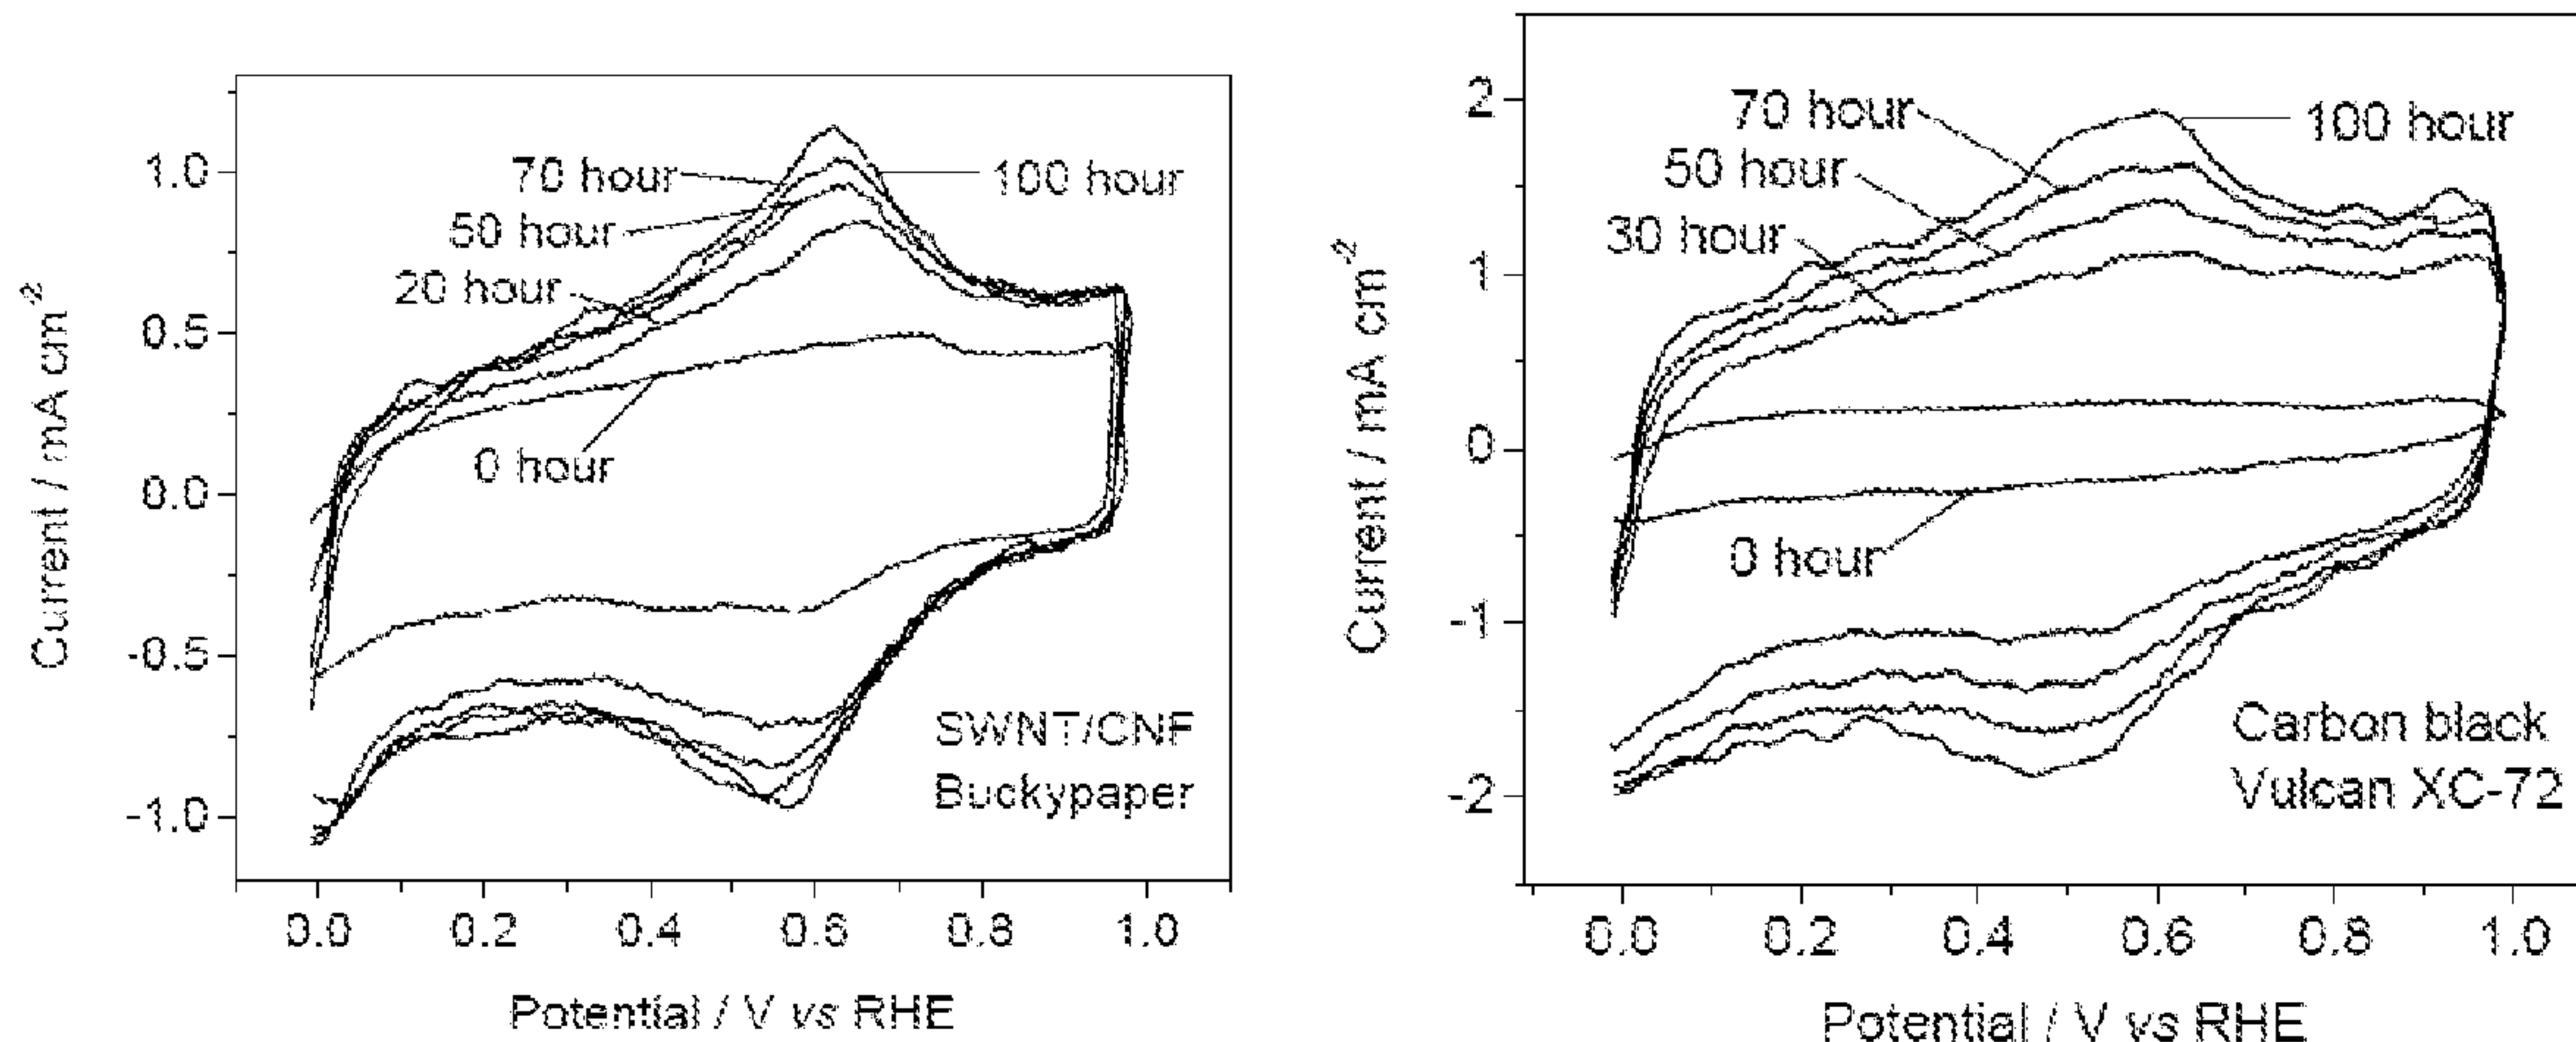 Current / mA cm-2
1.0
0.5
0.0
-0.5
-1.0
70 hour
100 hour
50 hour
20 hour
0 hour
SWNT/CNF
Buckypaper
0.0 0.2 0.4 0.6 0.8 1.0
Potential / V vs RHE
Current / mA cm-2
2
1
0
-1
-2
70 hour
100 hour
50 hour
30 hour
0 hour
Carbon black
Vulcan XC-72
0.0 0.2 0.4 0.6 0.8 1.0
Potential / V vs RHE